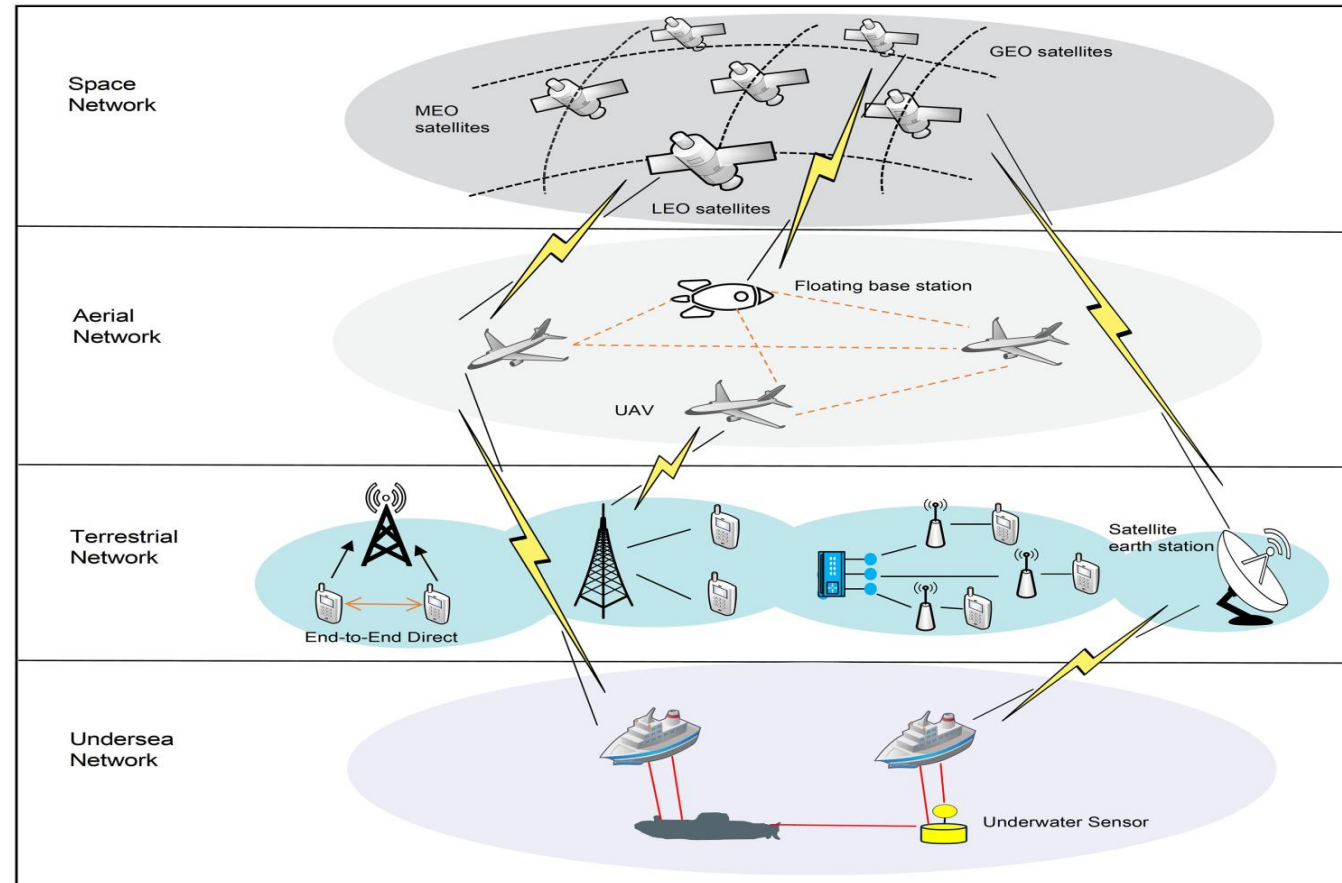 Space
Network
GEO satellites
MEO
satellites
LEO satellites
Aerial
Network
Floating base station
UAV
Terrestrial
Network
Satellite
earth station
End-to-End Direct
Undersea
Network
Underwater Sensor